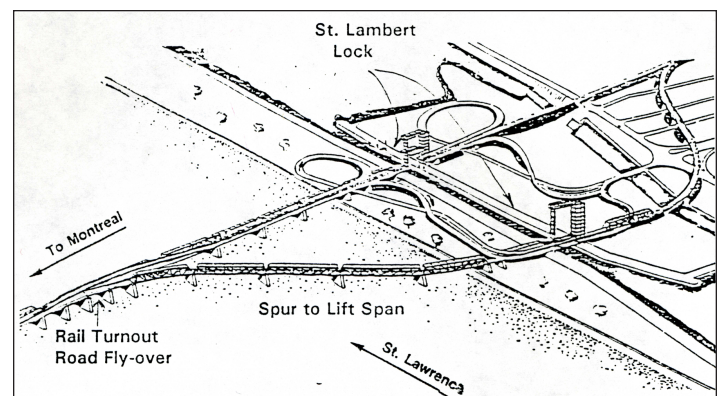 St. Lambert
Lock
To Montreal
Spur to Lift Span
Rail Turnout
Road Fly-over
St. Lawrence